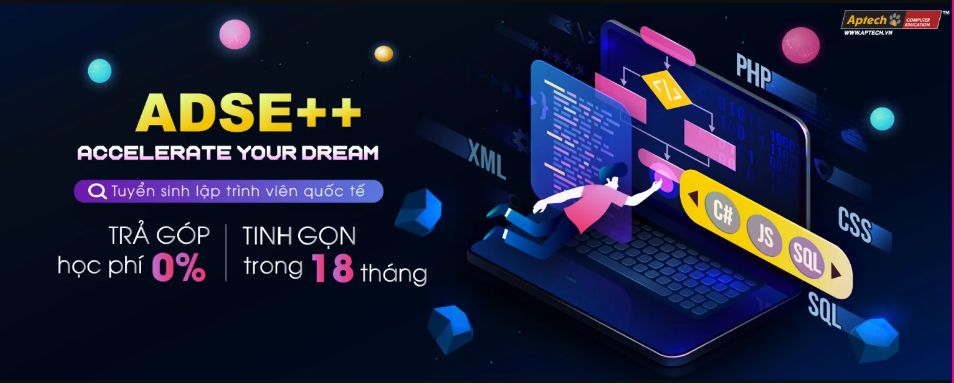 Aptech COMPUTER EDUCATION ™
WWW.APTECH.VN
ADSE++
ACCELERATE YOUR DREAM
Tuyển sinh lập trình viên quốc tế
TRẢ GÓP
học phí 0%
TINH GỌN
trong 18 tháng
PHP
XML
CSS
C#
JS
SQL
SQL